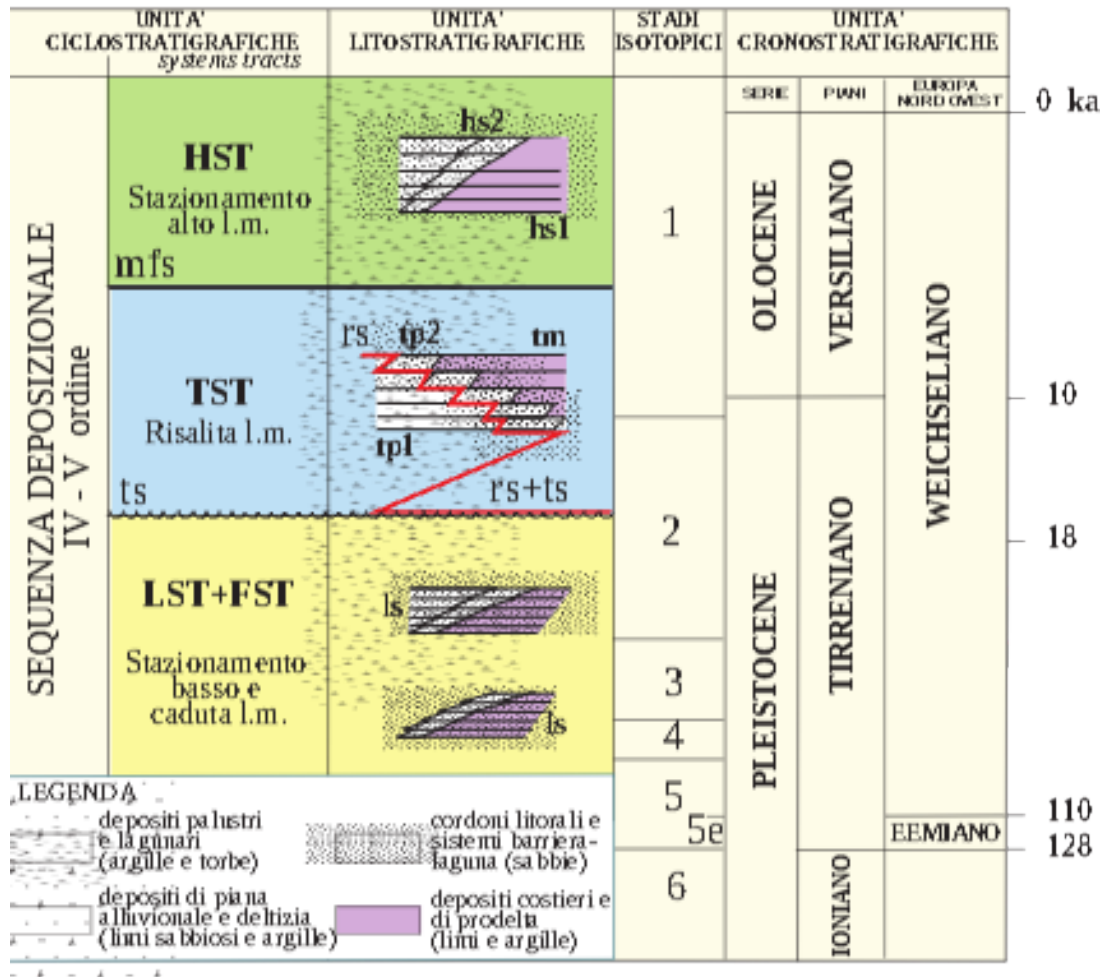 UNITA'
CICLOSTRATIGRAFICHE
systems tracts
UNITA'
LITOSTRATIGRAFICHE
STADI
ISOTOPICI
UNITA'
CRONOSTRATIGRAFICHE
SERIE
PIANI
EUROPA
NORD OVEST
0 ka
SEQUENZA DEPOSIZIONALE
IV - V ordine
HST
Stazionamento
alto l.m.
mfs
hs2
hs1
1
OLOCENE
VERSILIANO
WEICHSELIANO
TST
Risalita l.m.
ts
rs
tp2
tm
tp1
rs+ts
10
2
18
LST+FST
Stazionamento
basso e
caduta l.m.
ls
ls
3
4
5
5e
6
PLEISTOCENE
TIRRENIANO
IONIANO
EEMIANO
110
128
LEGENDA
depositi palustri
e lagunari
(argille e torbe)
cordoni litorali e
sistemi barriera-
laguna (sabbie)
depositi di piana
alluvionale e deltizia
(limi sabbiosi e argille)
depositi costieri e
di prodelta
(limi e argille)